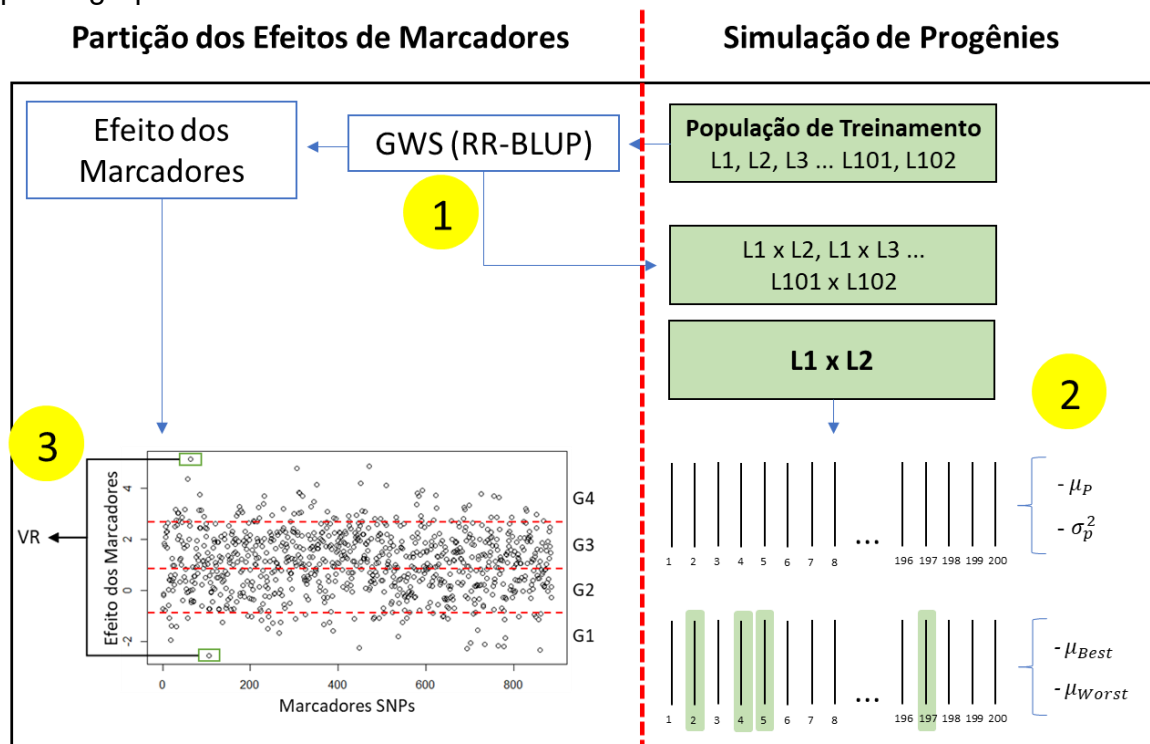 Partição dos Efeitos de Marcadores
Simulação de Progênies
Efeito dos
Marcadores
GWS (RR-BLUP)
1
População de Treinamento
L1, L2, L3 ... L101, L102
L1 x L2, L1 x L3 ...
L101 x L102
L1 x L2
2
3
VR
Efeito dos Marcadores
4
2
0
-2
G4
G3
G2
G1
0 200 400 600 800
Marcadores SNPs
...
1 2 3 4 5 6 7 8 196 197 198 199 200
- μ_P
- σ_p^2
...
1 2 3 4 5 6 7 8 196 197 198 199 200
- μ_Best
- μ_Worst